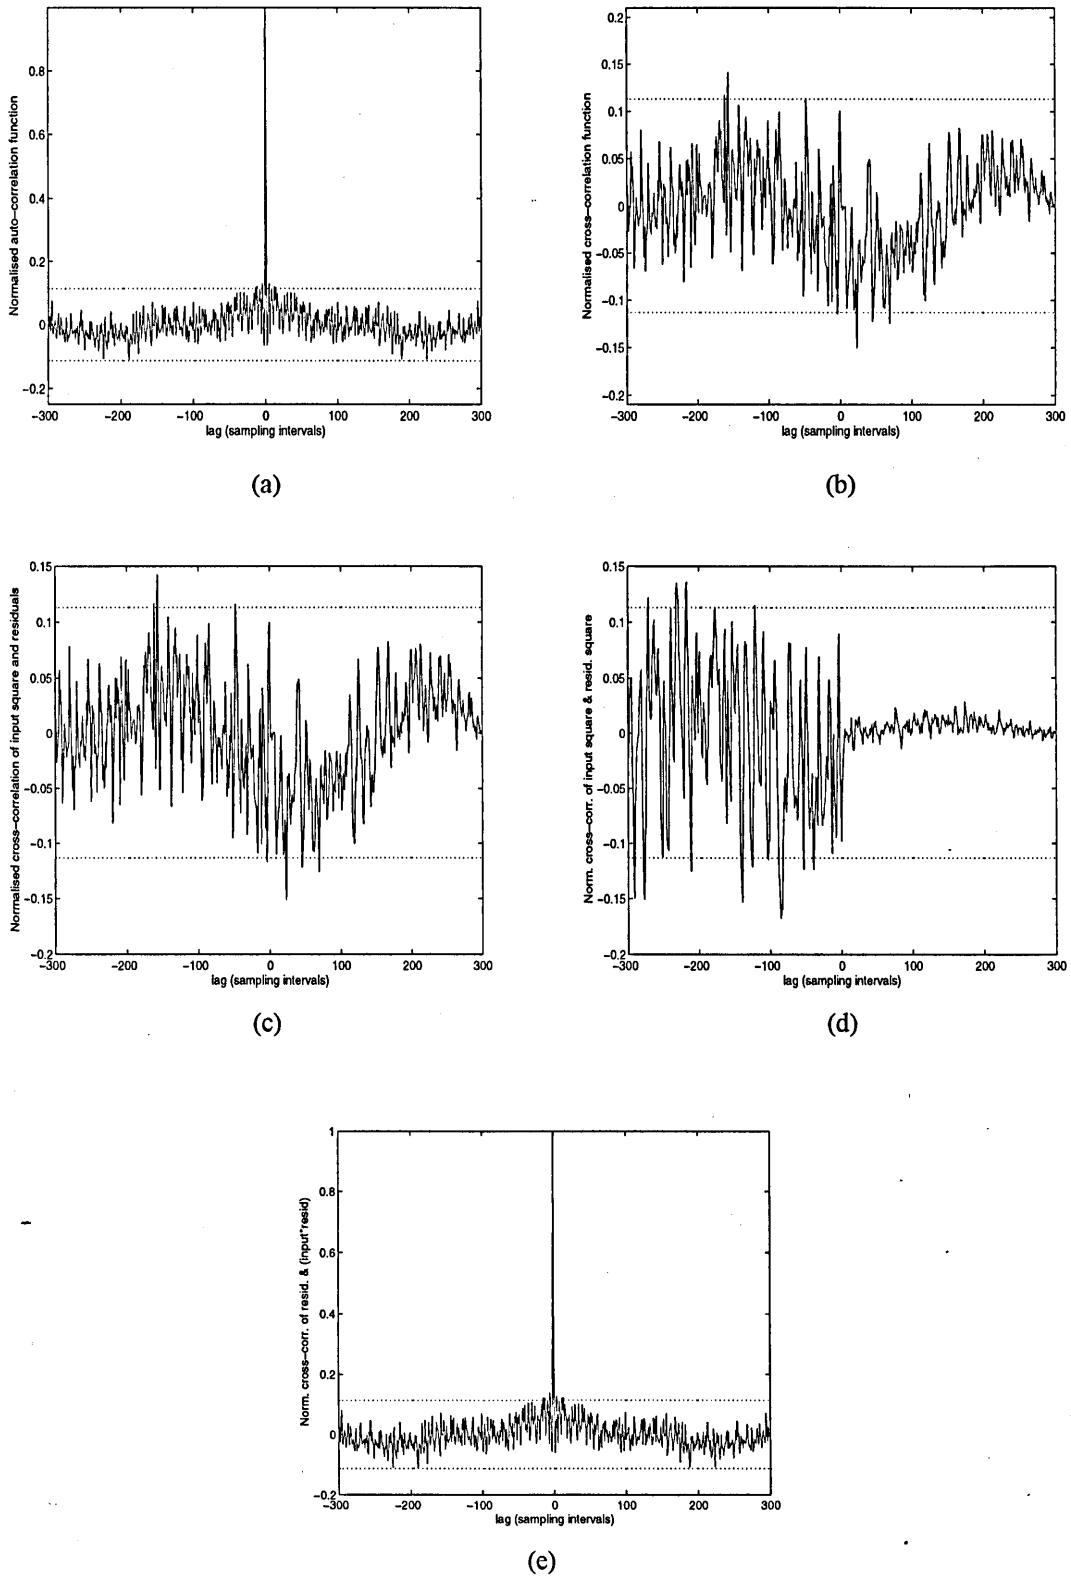 Normalised auto-correlation function
0.8
0.6
0.4
0.2
0
-0.2
-300 -200 -100 0 100 200 300
lag (sampling intervals)
(a)
Normalised cross-correlation function
0.2
0.15
0.1
0.05
0
-0.05
-0.1
-0.15
-0.2
-300 -200 -100 0 100 200 300
lag (sampling intervals)
(b)
Normalised cross-correlation of input square and residuals
0.15
0.1
0.05
0
-0.05
-0.1
-0.15
-0.2
-300 -200 -100 0 100 200 300
lag (sampling intervals)
(c)
Norm. cross-corr. of input square & resid. square
0.15
0.1
0.05
0
-0.05
-0.1
-0.15
-0.2
-300 -200 -100 0 100 200 300
lag (sampling intervals)
(d)
Norm. cross-corr. of resid. & (input*resid)
1
0.8
0.6
0.4
0.2
0
-0.2
-300 -200 -100 0 100 200 300
lag (sampling intervals)
(e)